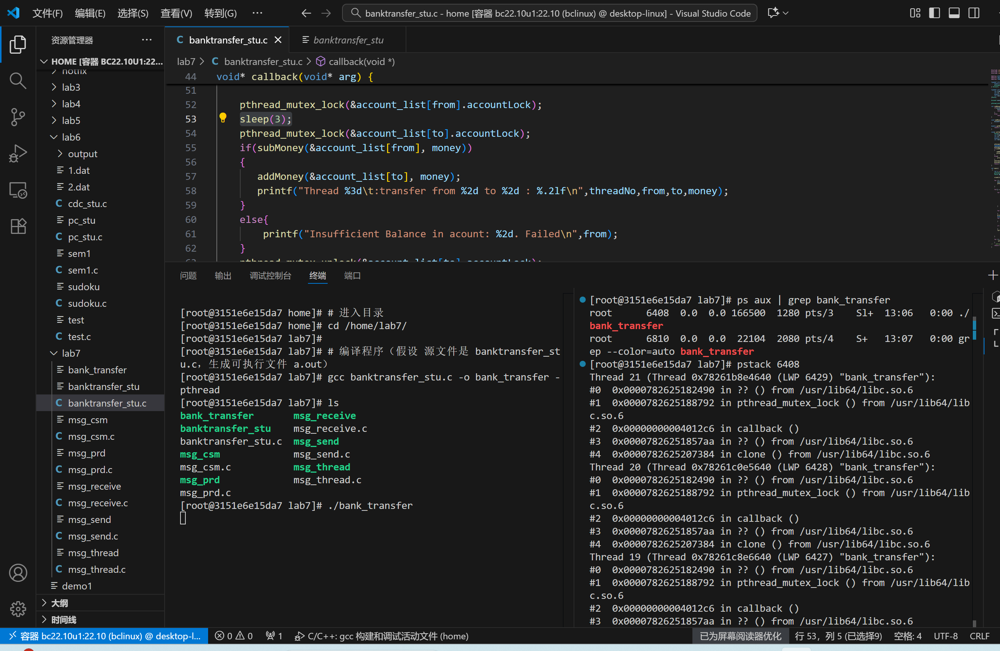 文件(F) 编辑(E) 选择(S) 查看(V) 转到(G) ···
banktransfer_stu.c - home [容器 bc22.10u1:22.10 (bclinux) @ desktop-linux] - Visual Studio Code
资源管理器 ···
HOME [容器 BC22.10U1:22...
hotfix
lab3
lab4
lab5
lab6
output
1.dat
2.dat
cdc_stu.c
pc_stu
pc_stu.c
sem1
sem1.c
sudoku
sudoku.c
test
test.c
lab7
bank_transfer
banktransfer_stu
banktransfer_stu.c
msg_csm
msg_csm.c
msg_prd
msg_prd.c
msg_receive
msg_receive.c
msg_send
msg_send.c
msg_thread
msg_thread.c
demo1
大纲
时间线
banktransfer_stu.c
banktransfer_stu
lab7 > C banktransfer_stu.c > callback(void *)
44 void* callback(void* arg) {
51
52 pthread_mutex_lock(&account_list[from].accountLock);
53 sleep(3);
54 pthread_mutex_lock(&account_list[to].accountLock);
55 if(subMoney(&account_list[from], money))
56 {
57 addMoney(&account_list[to], money);
58 printf("Thread %3d\t:transfer from %2d to %2d : %.2lf\n",threadNo,from,to,money);
59 }
60 else{
61 printf("Insufficient Balance in acount: %2d. Failed\n",from);
62 }
63 pthread_mutex_unlock(&account_list[to].accountLock);
问题 输出 调试控制台 终端 端口
[root@3151e6e15da7 home]# # 进入目录
[root@3151e6e15da7 home]# cd /home/lab7/
[root@3151e6e15da7 lab7]#
[root@3151e6e15da7 lab7]# # 编译程序（假设 源文件是 banktransfer_st
u.c，生成可执行文件 a.out）
[root@3151e6e15da7 lab7]# gcc banktransfer_stu.c -o bank_transfer -
pthread
[root@3151e6e15da7 lab7]# ls
bank_transfer msg_receive
banktransfer_stu msg_receive.c
banktransfer_stu.c msg_send
msg_csm msg_send.c
msg_csm.c msg_thread
msg_prd msg_thread.c
msg_prd.c
[root@3151e6e15da7 lab7]# ./bank_transfer
[root@3151e6e15da7 lab7]# ps aux | grep bank_transfer
root 6408 0.0 0.0 166500 1280 pts/3 Sl+ 13:06 0:00 ./
bank_transfer
root 6810 0.0 0.0 22104 2080 pts/4 S+ 13:07 0:00 gr
ep --color=auto bank_transfer
[root@3151e6e15da7 lab7]# pstack 6408
Thread 21 (Thread 0x78261b8e4640 (LWP 6429) "bank_transfer"):
#0 0x0000782625182490 in ?? () from /usr/lib64/libc.so.6
#1 0x0000782625188792 in pthread_mutex_lock () from /usr/lib64/lib
c.so.6
#2 0x00000000004012c6 in callback ()
#3 0x00007826251857aa in ?? () from /usr/lib64/libc.so.6
#4 0x0000782625207384 in clone () from /usr/lib64/libc.so.6
Thread 20 (Thread 0x78261c0e5640 (LWP 6428) "bank_transfer"):
#0 0x0000782625182490 in ?? () from /usr/lib64/libc.so.6
#1 0x0000782625188792 in pthread_mutex_lock () from /usr/lib64/lib
c.so.6
#2 0x00000000004012c6 in callback ()
#3 0x00007826251857aa in ?? () from /usr/lib64/libc.so.6
#4 0x0000782625207384 in clone () from /usr/lib64/libc.so.6
Thread 19 (Thread 0x78261c8e6640 (LWP 6427) "bank_transfer"):
#0 0x0000782625182490 in ?? () from /usr/lib64/libc.so.6
#1 0x0000782625188792 in pthread_mutex_lock () from /usr/lib64/lib
c.so.6
#2 0x00000000004012c6 in callback ()
#3 0x00007826251857aa in ?? () from /usr/lib64/libc.so.6
容器 bc22.10u1:22.10 (bclinux) @ desktop-l... 0 0 1 C/C++: gcc 构建和调试活动文件 (home) 已为屏幕阅读器优化 行 53，列 5 (已选择9) 空格: 4 UTF-8 CRLF